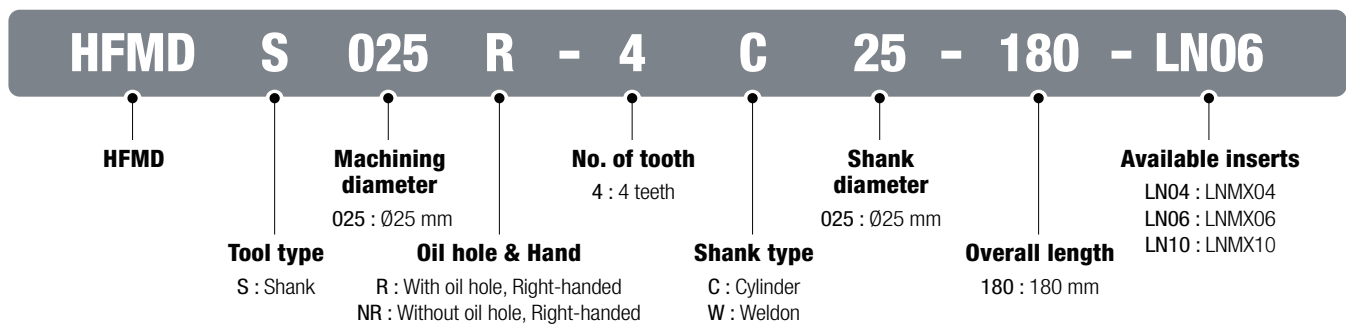 HFMD S 025 R - 4 C 25 - 180 - LN06
HFMD
Machining
diameter
025 : Ø25 mm
No. of tooth
4 : 4 teeth
Shank
diameter
025 : Ø25 mm
Available inserts
LN04 : LNMX04
LN06 : LNMX06
LN10 : LNMX10
Tool type
S : Shank
Oil hole & Hand
R : With oil hole, Right-handed
NR : Without oil hole, Right-handed
Shank type
C : Cylinder
W : Weldon
Overall length
180 : 180 mm